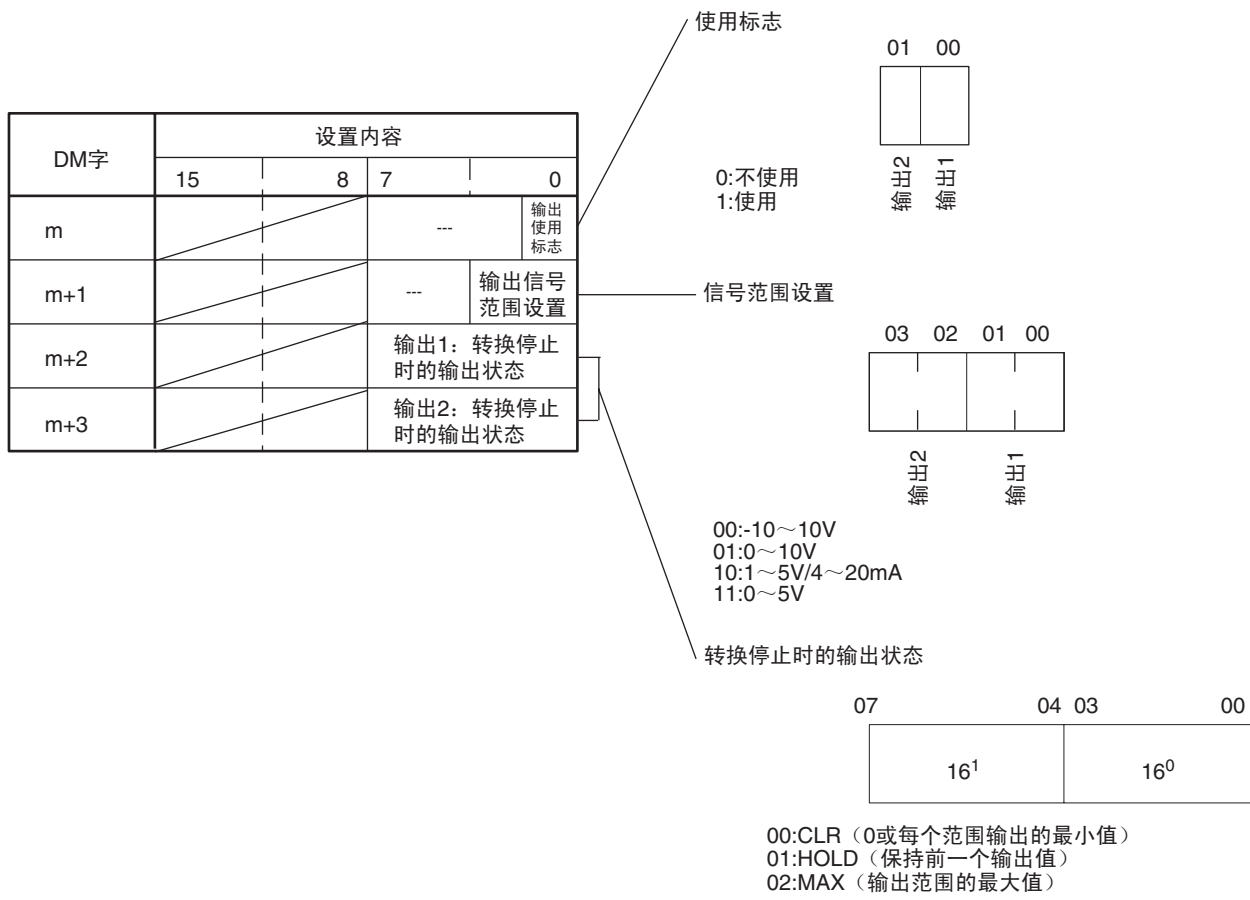 使用标志
01 00
输出2 输出1
0:不使用
1:使用
DM字 设置内容
15 8 7 0
m --- 输出
使用
标志
m+1 --- 输出信号
范围设置
m+2 输出1：转换停止
时的输出状态
m+3 输出2：转换停止
时的输出状态
信号范围设置
03 02 01 00
输出2 输出1
00:-10～10V
01:0～10V
10:1～5V/4～20mA
11:0～5V
转换停止时的输出状态
07 04 03 00
16¹ 16⁰
00:CLR（0或每个范围输出的最小值）
01:HOLD（保持前一个输出值）
02:MAX（输出范围的最大值）